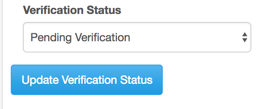 Verification Status
Pending Verification
Update Verification Status